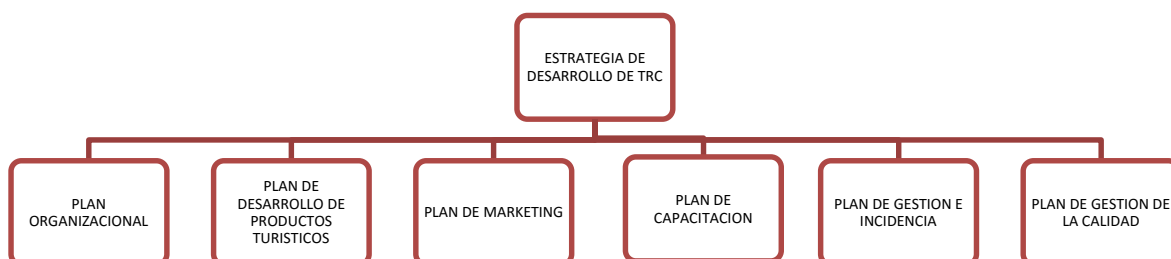 ESTRATEGIA DE
DESARROLLO DE TRC
PLAN
ORGANIZACIONAL
PLAN DE
DESARROLLO DE
PRODUCTOS
TURISTICOS
PLAN DE MARKETING
PLAN DE
CAPACITACION
PLAN DE GESTION E
INCIDENCIA
PLAN DE GESTION DE
LA CALIDAD